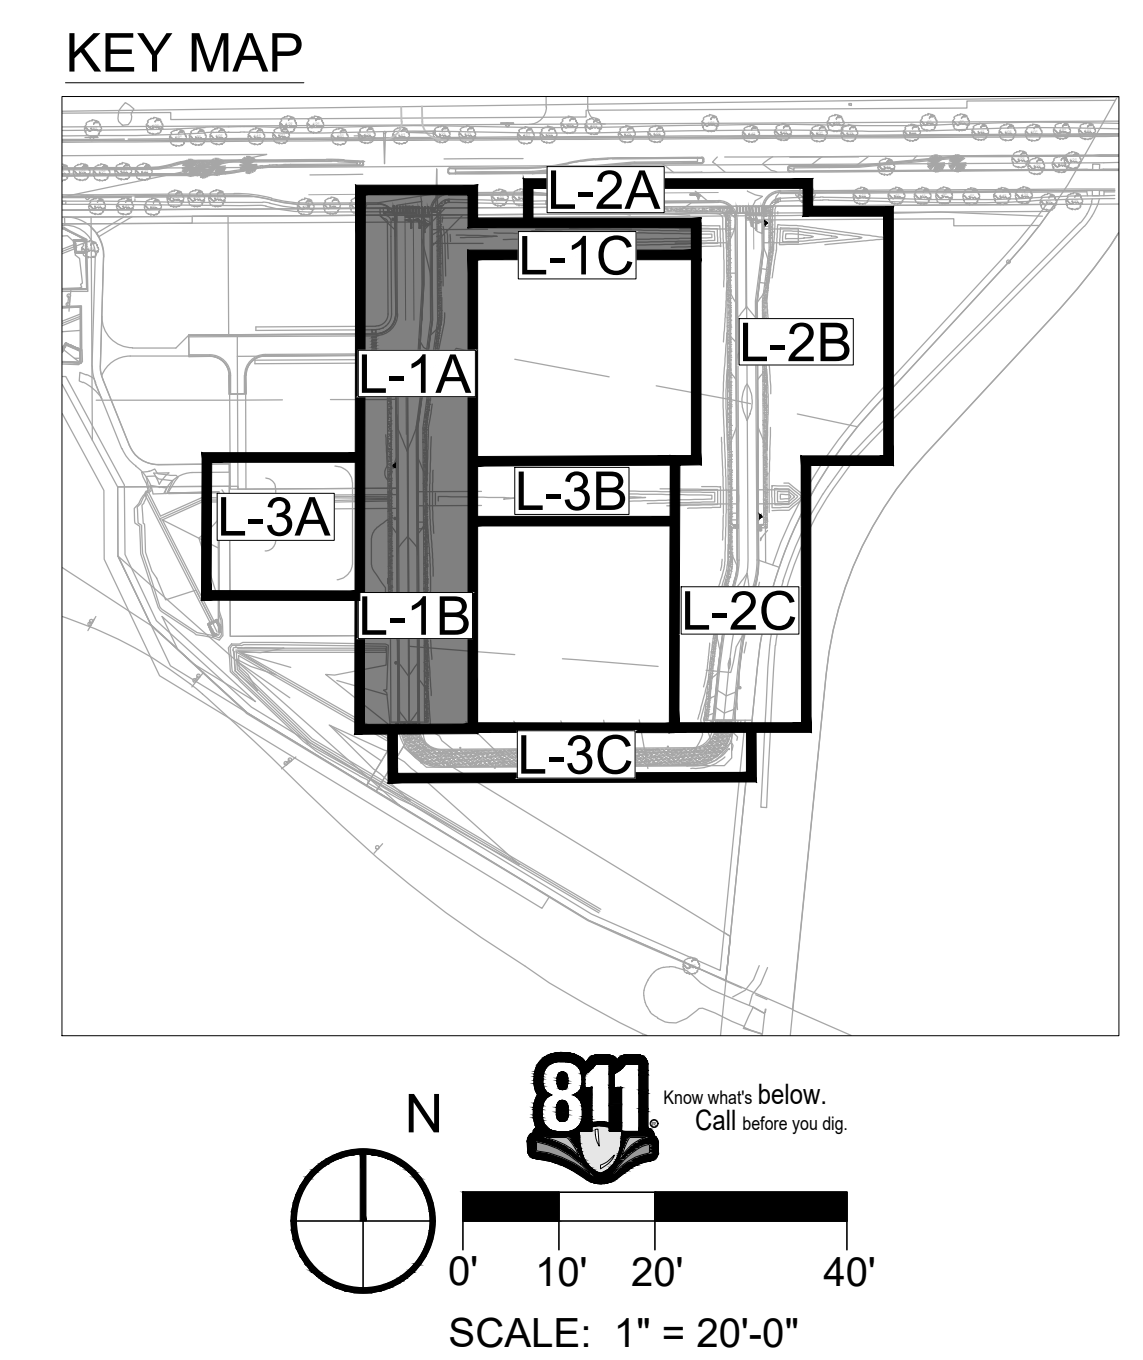 KEY MAP
L-2A
L-1C
L-2B
L-1A
L-3B
L-3A
L-2C
L-1B
L-3C
N
811®
Know what's below.
Call before you dig.
0' 10' 20' 40'
SCALE: 1" = 20'-0"